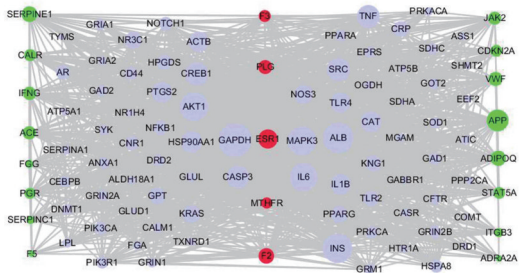 SERPINE1 NOTCH1 F3 TNF PRKACA JAK2
TYMS GRIA1 NR3C1 ACTB PPARA CRP ASS1
CALR GRIA2 HPGDS EPRS SDHC CDKN2A
AR CD44 CREB1 PLG SRC ATP5B SHMT2 VWF
IFNG GAD2 PTGS2 NOS3 OGDH GOT2 EEF2
ATP5A1 NR1H4 AKT1 TLR4 SDHA SOD1 APP
ACE SYK NFKB1 CAT
SERPINA1 CNR1 HSP90AA1 GAPDH ESR1 MAPK3 ALB MGAM ATIC
FGG ANXA1 DRD2 KNG1 GAD1 ADIPOQ
CEBPB ALDH18A1 GLUL CASP3 IL6 IL1B GABBR1 PPP2CA
PGR GRIN2A GPT TLR2 CFTR STAT5A
DNMT1 GLUD1 KRAS MTHFR PPARG CASR COMT
SERPINC1 PIK3CA CALM1 PRKCA GRIN2B ITGB3
LPL FGA TXNRD1 INS HTR1A DRD1
F5 PIK3R1 GRIN1 F2 GRM1 HSPA8 ADRA2A